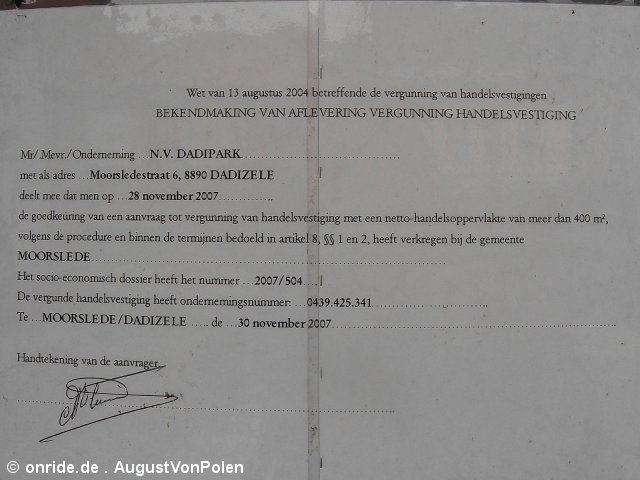 Wet van 13 augustus 2004 betreffende de vergunning van handelsvestigingen
BEKENDMAKING VAN AFLEVERING VERGUNNING HANDELSVESTIGING
Mr/.Mevr./Onderneming ...N.V. DADIPARK
met als adres ... Moorsledestraat 6, 8890 DADIZELE
deelt mee dat men op ...28 november 2007
de goedkeuring van een aanvraag tot vergunning van handelsvestiging met een netto-handelsoppervlakte van meer dan 400 m²,
volgens de procedure en binnen de termijnen bedoeld in artikel 8, §§ 1 en 2, heeft verkregen bij de gemeente
MOORSLEDE
Het socio-economisch dossier heeft het nummer ...2007/504....
De vergunde handelsvestiging heeft ondernemingsnummer: ...0439.425.341
Te ...MOORSLEDE/DADIZELE ..... de ...30 november 2007
Handtekening van de aanvrager
© onride.de . AugustVonPolen